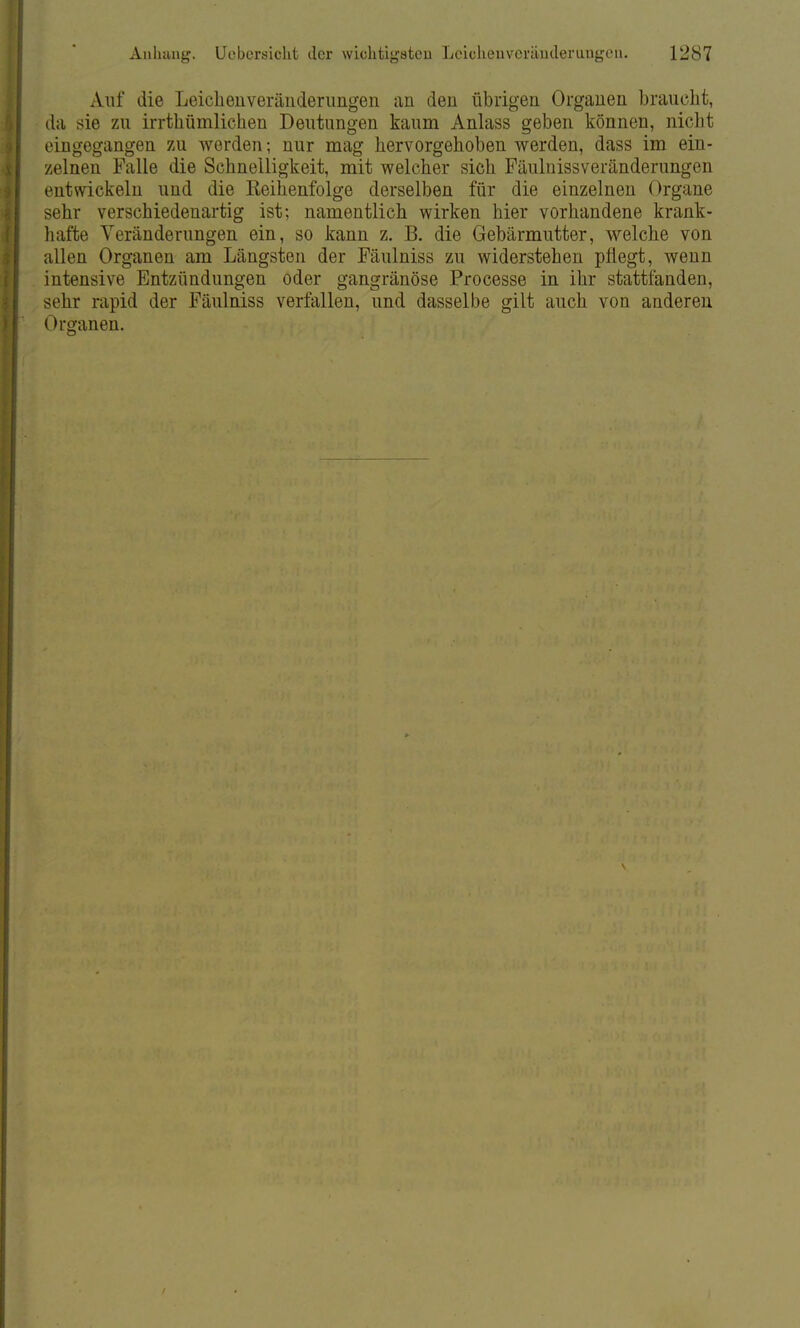 Anhang. Uebersicht der wichtigsten Leichenveränderungen. 1287
Auf die Leichenveränderungen an den übrigen Organen braucht,
da sie zu irrthümlichen Deutungen kaum Anlass geben können, nicht
eingegangen zu werden; nur mag hervorgehoben werden, dass im ein-
zelnen Falle die Schnelligkeit, mit welcher sich Fäulnissveränderungen
entwickeln und die Reihenfolge derselben für die einzelnen Organe
sehr verschiedenartig ist; namentlich wirken hier vorhandene krank-
hafte Veränderungen ein, so kann z. B. die Gebärmutter, welche von
allen Organen am Längsten der Fäulniss zu widerstehen pflegt, wenn
intensive Entzündungen oder gangränöse Processe in ihr stattfanden,
sehr rapid der Fäulniss verfallen, und dasselbe gilt auch von anderen
Organen.